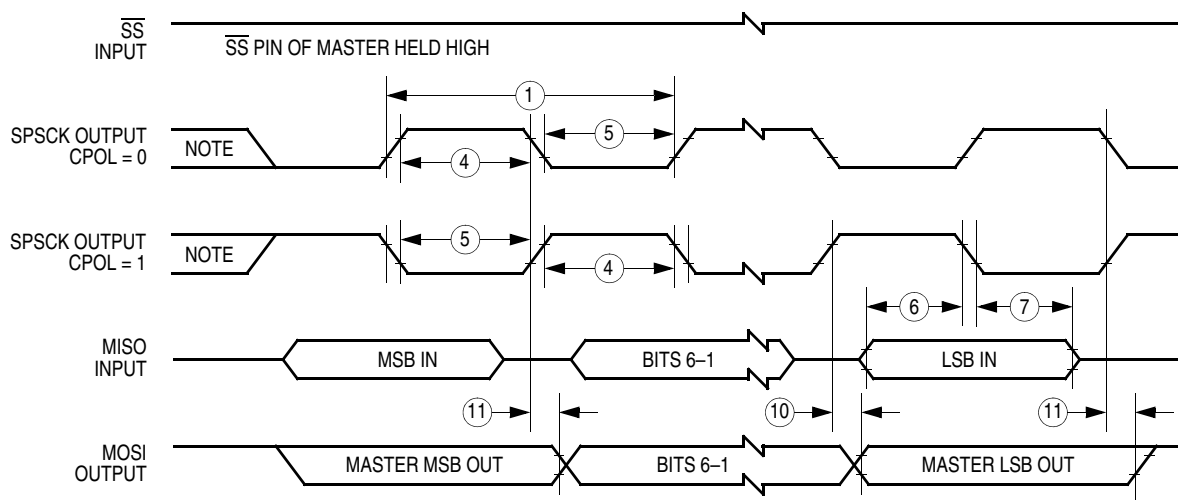 S̅S̅
INPUT
S̅S̅ PIN OF MASTER HELD HIGH
1
SPSCK OUTPUT
CPOL = 0
NOTE
5
4
SPSCK OUTPUT
CPOL = 1
NOTE
5
4
6
7
MISO
INPUT
MSB IN
BITS 6–1
LSB IN
11
10
11
MOSI
OUTPUT
MASTER MSB OUT
BITS 6–1
MASTER LSB OUT